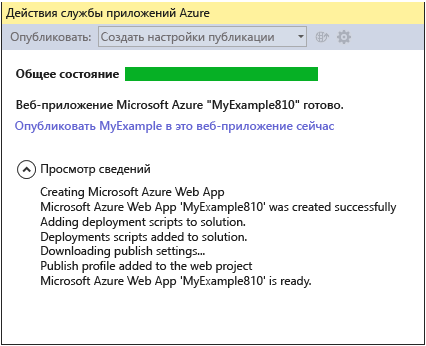 Действия службы приложений Azure
Опубликовать: Создать настройки публикации
Общее состояние
Веб-приложение Microsoft Azure "MyExample810" готово.
Опубликовать MyExample в это веб-приложение сейчас
Просмотр сведений
Creating Microsoft Azure Web App
Microsoft Azure Web App 'MyExample810' was created successfully
Adding deployment scripts to solution.
Deployments scripts added to solution.
Downloading publish settings...
Publish profile added to the web project
Microsoft Azure Web App 'MyExample810' is ready.